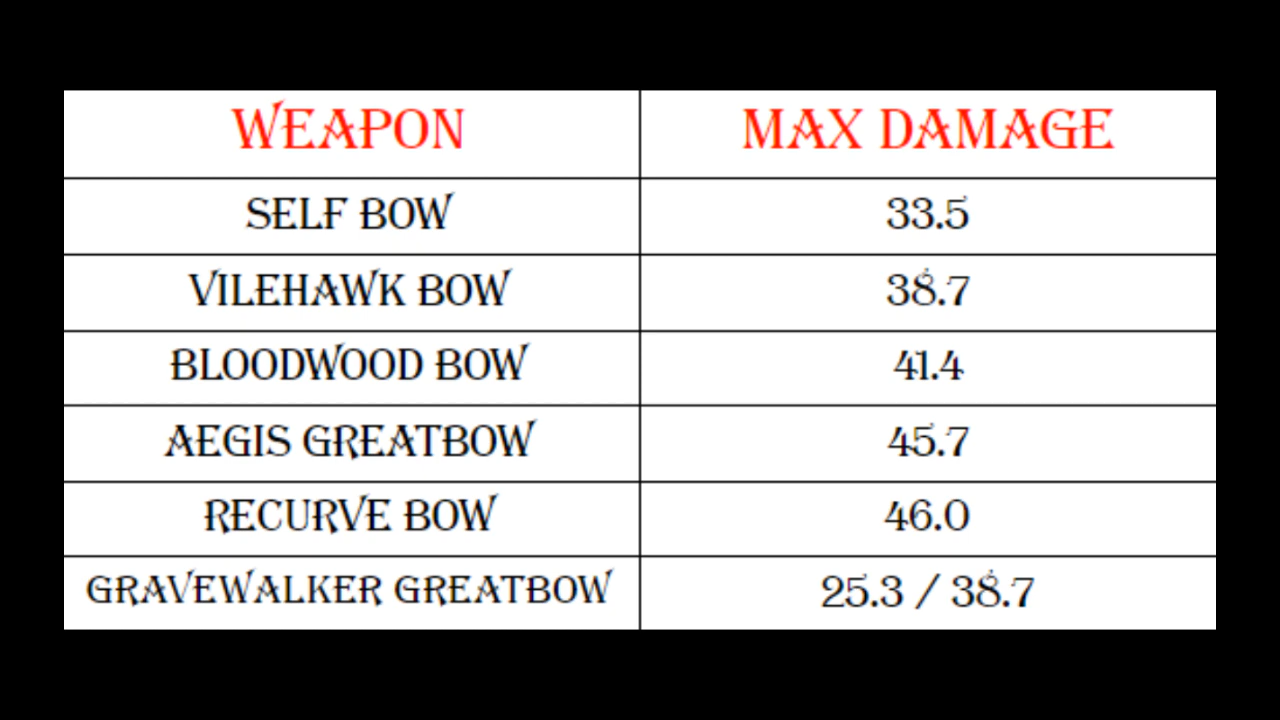 WEAPON MAX DAMAGE
SELF BOW 33.5
VILEHAWK BOW 38.7
BLOODWOOD BOW 41.4
AEGIS GREATBOW 45.7
RECURVE BOW 46.0
GRAVEWALKER GREATBOW 25.3 / 38.7